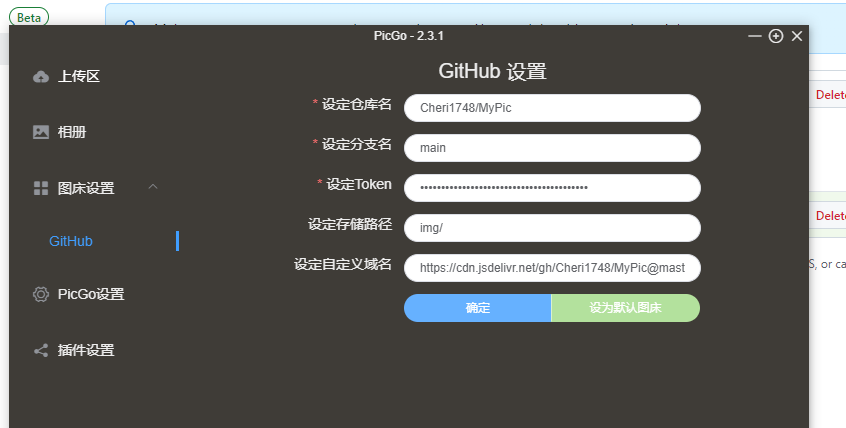 Beta
PicGo - 2.3.1
上传区
相册
图床设置
GitHub
PicGo设置
插件设置
GitHub 设置
* 设定仓库名
Cheri1748/MyPic
* 设定分支名
main
* 设定Token
设定存储路径
img/
设定自定义域名
https://cdn.jsdelivr.net/gh/Cheri1748/MyPic@mast
确定
设为默认图床
Delete
Delete
S, or ca